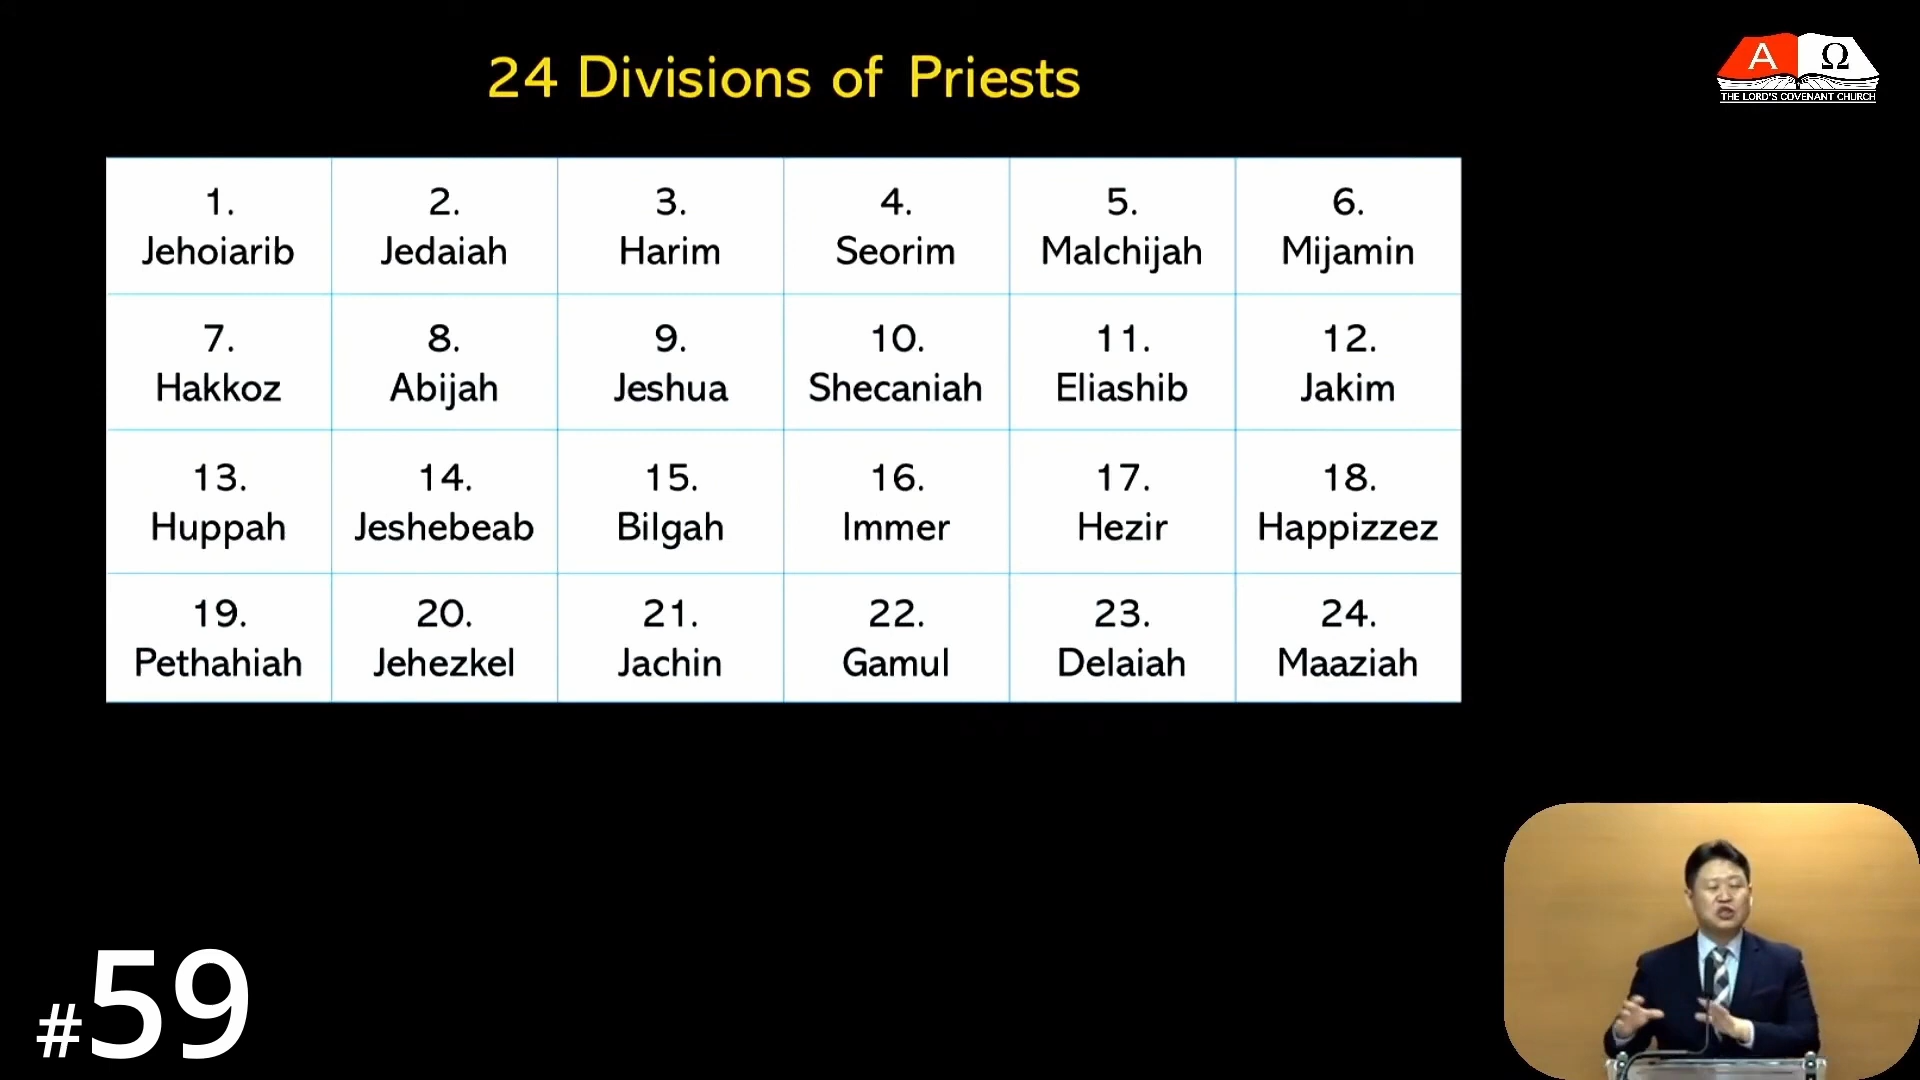 24 Divisions of Priests
A Ω
THE LORD'S COVENANT CHURCH
1. 2. 3. 4. 5. 6.
Jehoiarib Jedaiah Harim Seorim Malchijah Mijamin
7. 8. 9. 10. 11. 12.
Hakkoz Abijah Jeshua Shecaniah Eliashib Jakim
13. 14. 15. 16. 17. 18.
Huppah Jeshebeab Bilgah Immer Hezir Happizzez
19. 20. 21. 22. 23. 24.
Pethahiah Jehezkel Jachin Gamul Delaiah Maaziah
#59